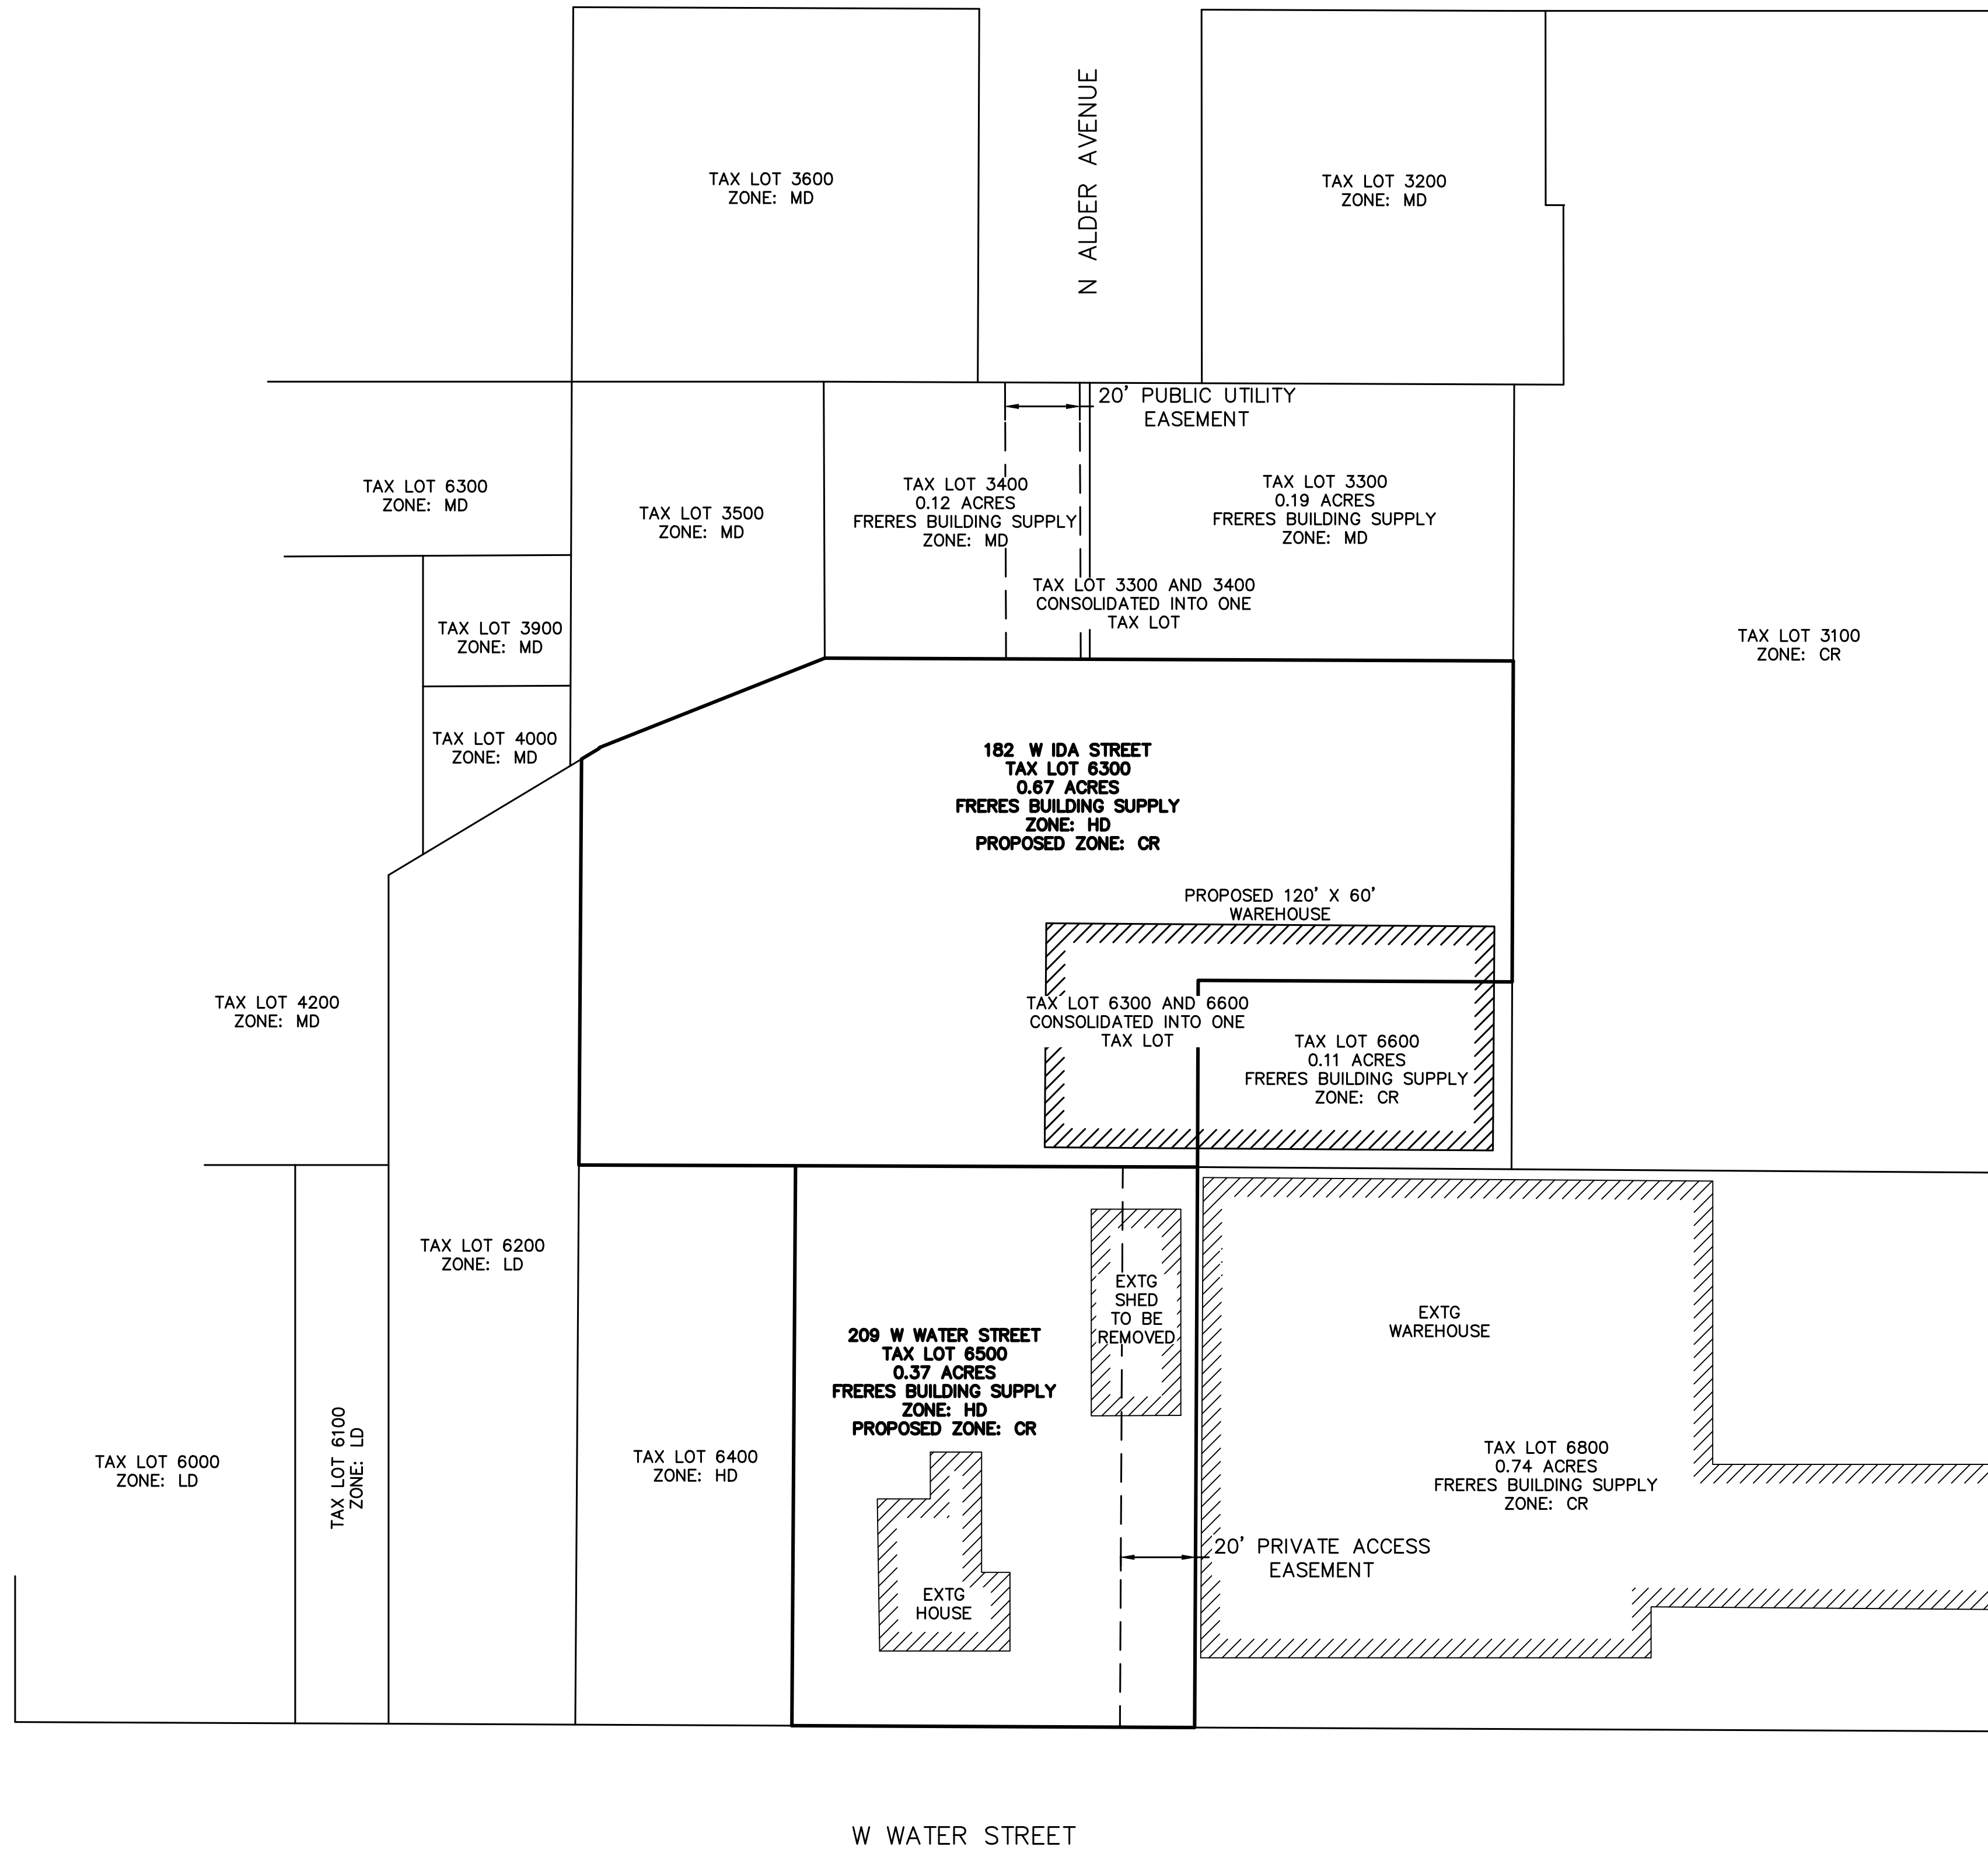 N ALDER AVENUE
TAX LOT 3600
ZONE: MD
TAX LOT 3200
ZONE: MD
20' PUBLIC UTILITY
EASEMENT
TAX LOT 6300
ZONE: MD
TAX LOT 3500
ZONE: MD
TAX LOT 3400
0.12 ACRES
FRERES BUILDING SUPPLY
ZONE: MD
TAX LOT 3300
0.19 ACRES
FRERES BUILDING SUPPLY
ZONE: MD
TAX LOT 3300 AND 3400
CONSOLIDATED INTO ONE
TAX LOT
TAX LOT 3900
ZONE: MD
TAX LOT 3100
ZONE: CR
TAX LOT 4000
ZONE: MD
182 W IDA STREET
TAX LOT 6300
0.67 ACRES
FRERES BUILDING SUPPLY
ZONE: HD
PROPOSED ZONE: CR
PROPOSED 120' X 60'
WAREHOUSE
TAX LOT 4200
ZONE: MD
TAX LOT 6300 AND 6600
CONSOLIDATED INTO ONE
TAX LOT
TAX LOT 6600
0.11 ACRES
FRERES BUILDING SUPPLY
ZONE: CR
TAX LOT 6200
ZONE: LD
EXTG
SHED
TO BE
REMOVED
EXTG
WAREHOUSE
209 W WATER STREET
TAX LOT 6500
0.37 ACRES
FRERES BUILDING SUPPLY
ZONE: HD
PROPOSED ZONE: CR
TAX LOT 6000
ZONE: LD
TAX LOT 6100
ZONE: LD
TAX LOT 6400
ZONE: HD
TAX LOT 6800
0.74 ACRES
FRERES BUILDING SUPPLY
ZONE: CR
20' PRIVATE ACCESS
EASEMENT
EXTG
HOUSE
W WATER STREET